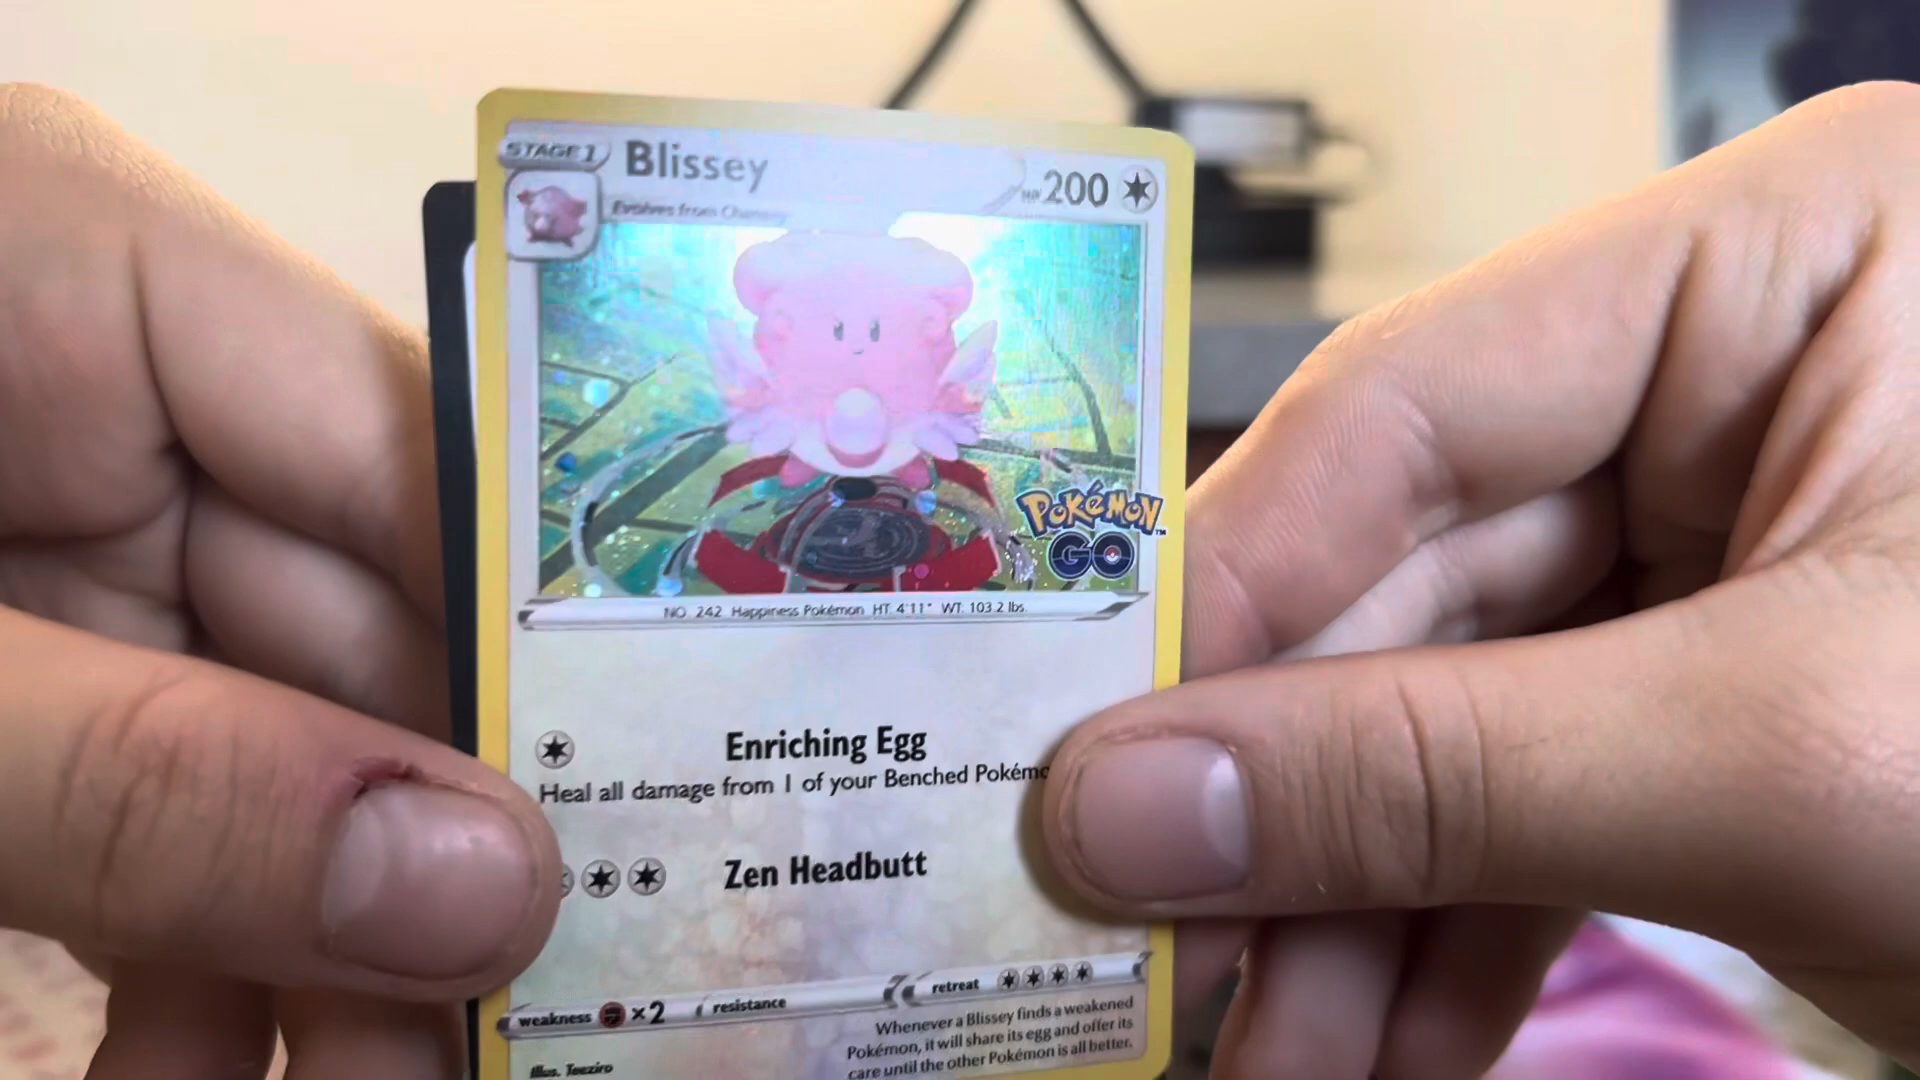 STAGE 1
Blissey
HP 200
Evolves from Chansey
POKÉMON
GO
NO. 242 Happiness Pokémon HT: 4'11" WT: 103.2 lbs.
Enriching Egg
Heal all damage from 1 of your Benched
Zen Headbutt
weakness ×2 resistance retreat
Whenever a Blissey finds a weakened
Pokémon, it will share its egg and offer its
care until the other Pokémon is all better.
Illus. Teeziro